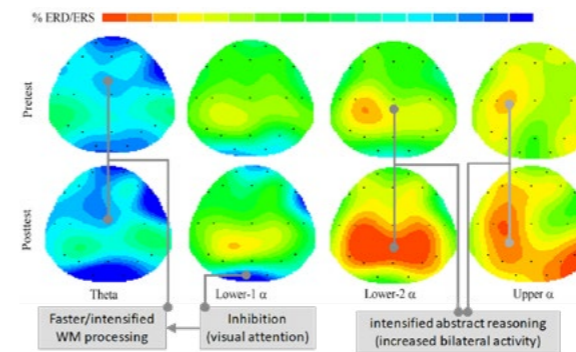 % ERD/ERS
Pretest
Posttest
Theta
Lower-1 α
Lower-2 α
Upper α
Faster/intensified
WM processing
Inhibition
(visual attention)
intensified abstract reasoning
(increased bilateral activity)